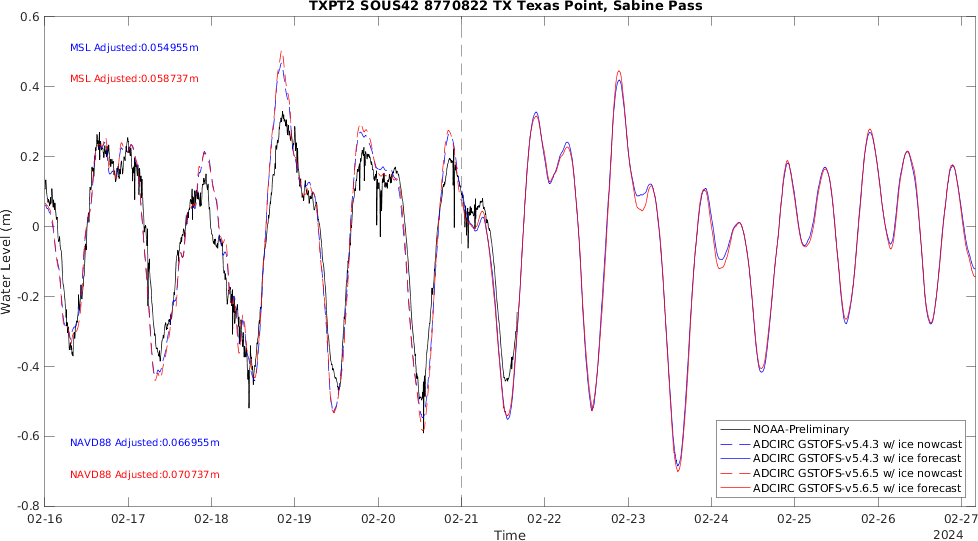 TXPT2 SOUS42 8770822 TX Texas Point, Sabine Pass
0.6
0.4
0.2
0
-0.2
-0.4
-0.6
-0.8
Water Level (m)
MSL Adjusted:0.054955m
MSL Adjusted:0.058737m
NAVD88 Adjusted:0.066955m
NAVD88 Adjusted:0.070737m
NOAA-Preliminary
ADCIRC GSTOFS-v5.4.3 w/ ice nowcast
ADCIRC GSTOFS-v5.4.3 w/ ice forecast
ADCIRC GSTOFS-v5.6.5 w/ ice nowcast
ADCIRC GSTOFS-v5.6.5 w/ ice forecast
02-16 02-17 02-18 02-19 02-20 02-21 02-22 02-23 02-24 02-25 02-26 02-27
Time
2024